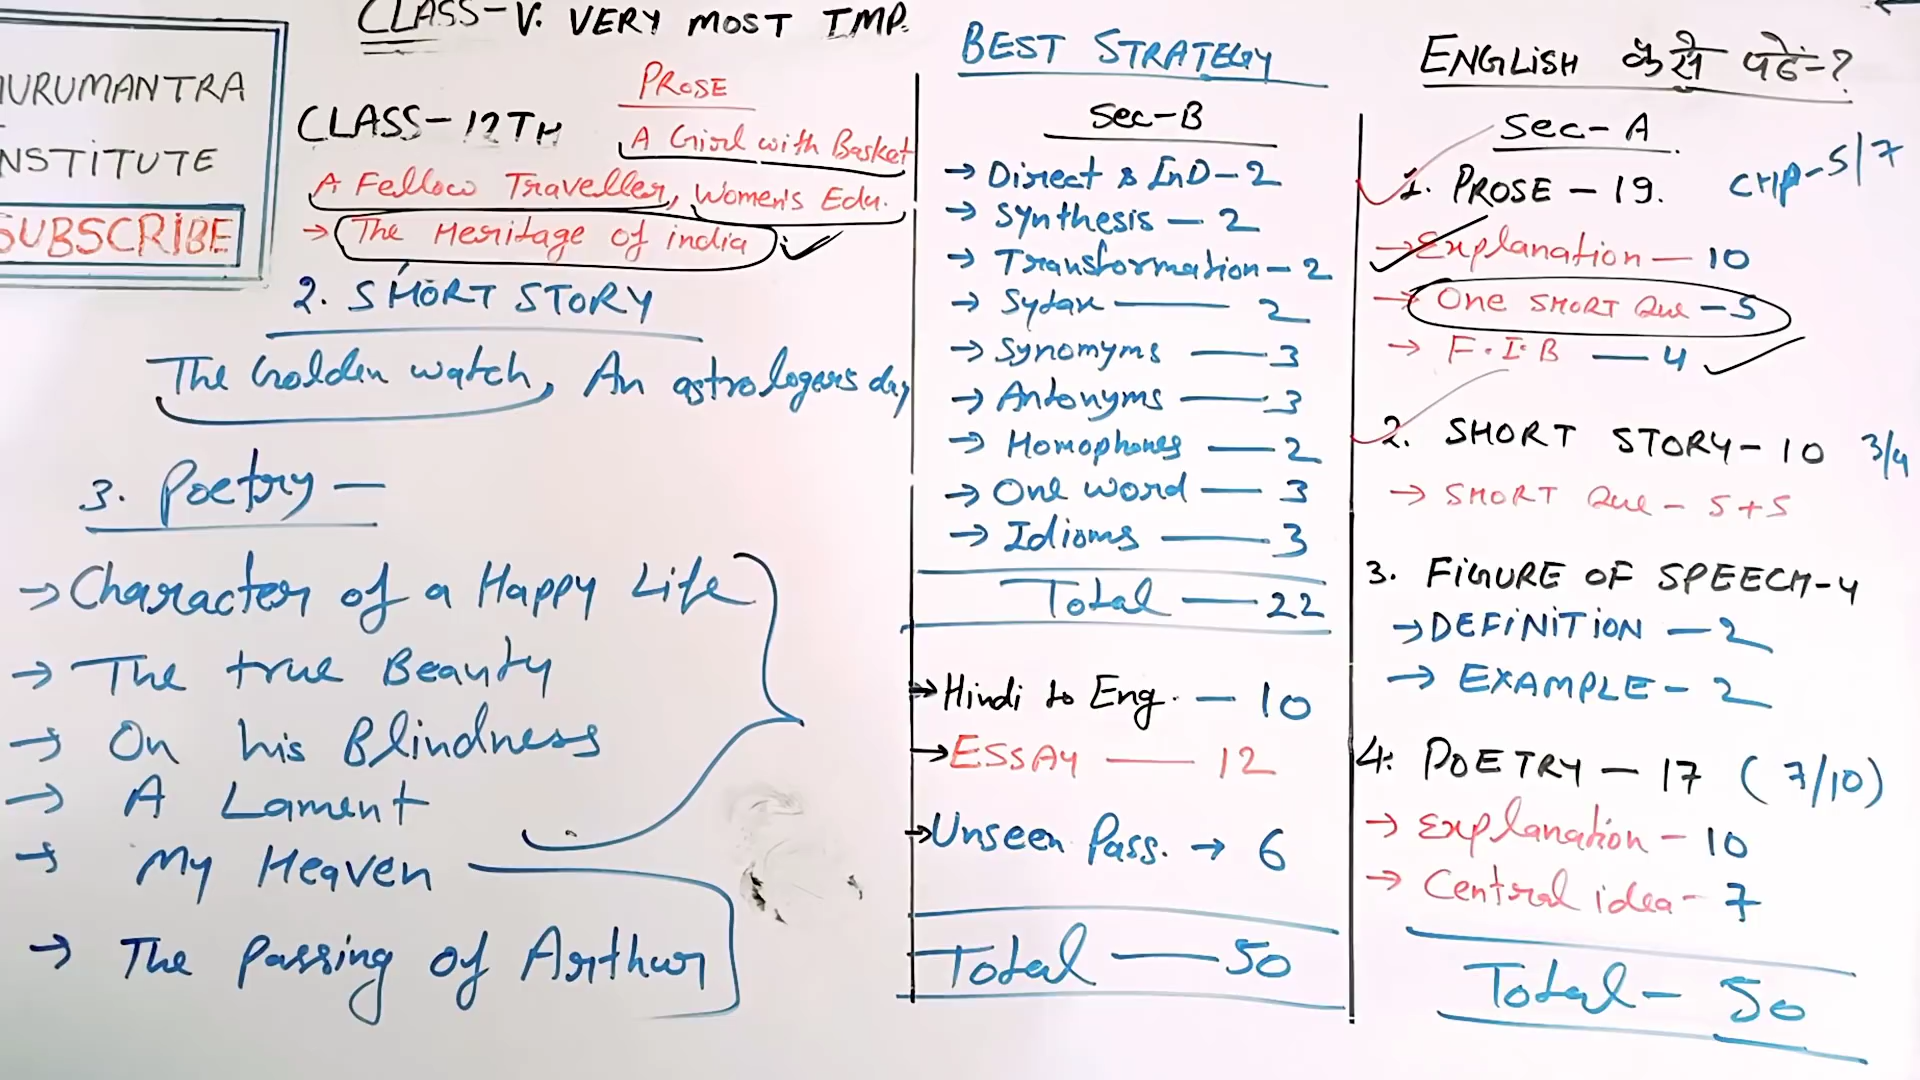 CLASS-V. VERY MOST IMP.
URUMANTRA
NSTITUTE
SUBSCRIBE
CLASS-12TH
PROSE
A Girl with Basket
A Fellow Traveller, Women's Edu.
→ The Heritage of india
2. SHORT STORY
The Golden watch, An astrologers day
3. Poetry —
→ Character of a Happy Life
→ The true Beauty
→ On his Blindness
→ A Lament
→ My Heaven
→ The Passing of Arthur
BEST STRATEGY
Sec-B
→ Direct & InD-2
→ Synthesis — 2
→ Transformation - 2
→ Sytax — 2
→ Synomyms — 3
→ Antonyms — 3
→ Homophones — 2
→ One word — 3
→ Idioms — 3
Total — 22
→ Hindi to Eng. — 10
→ ESSAY — 12
→ Unseen Pass. → 6
Total — 50
ENGLISH कैसे पढें-?
Sec-A
1. PROSE - 19. CHP-5/7
→ Explanation — 10
→ One SHORT Que - 5
→ F.I.B — 4
2. SHORT STORY- 10 3/4
→ SHORT Que - 5+5
3. FIGURE OF SPEECH-4
→ DEFINITION — 2
→ EXAMPLE - 2
4. POETRY — 17 (7/10)
→ Explanation - 10
→ Central idea - 7
Total - 50